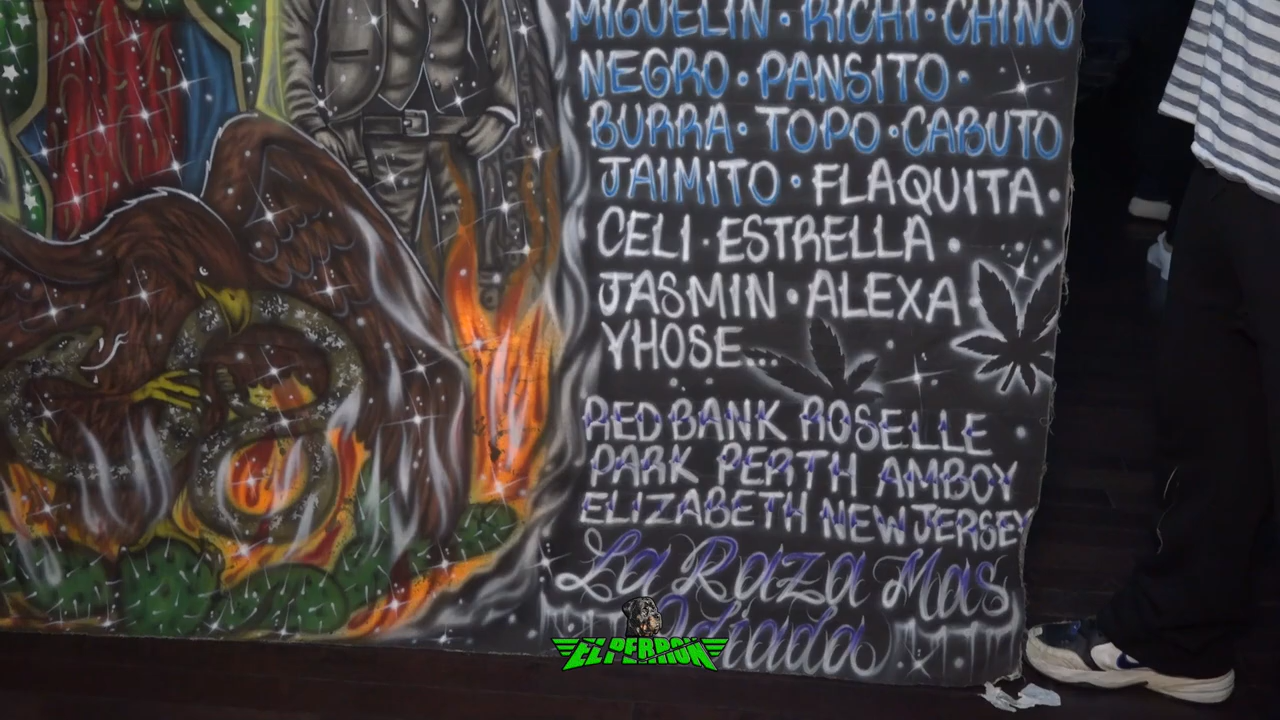 MIGUELIN · RICHI · CHINO
NEGRO · PANSITO ·
BURRA · TOPO · CABUTO
JAIMITO · FLAQUITA ·
CELI · ESTRELLA ·
JASMIN · ALEXA ·
YHOSE...
RED BANK ROSELLE
PARK PERTH AMBOY
ELIZABETH NEW JERSEY
La Raza Mas
Odiada
EL PERRON